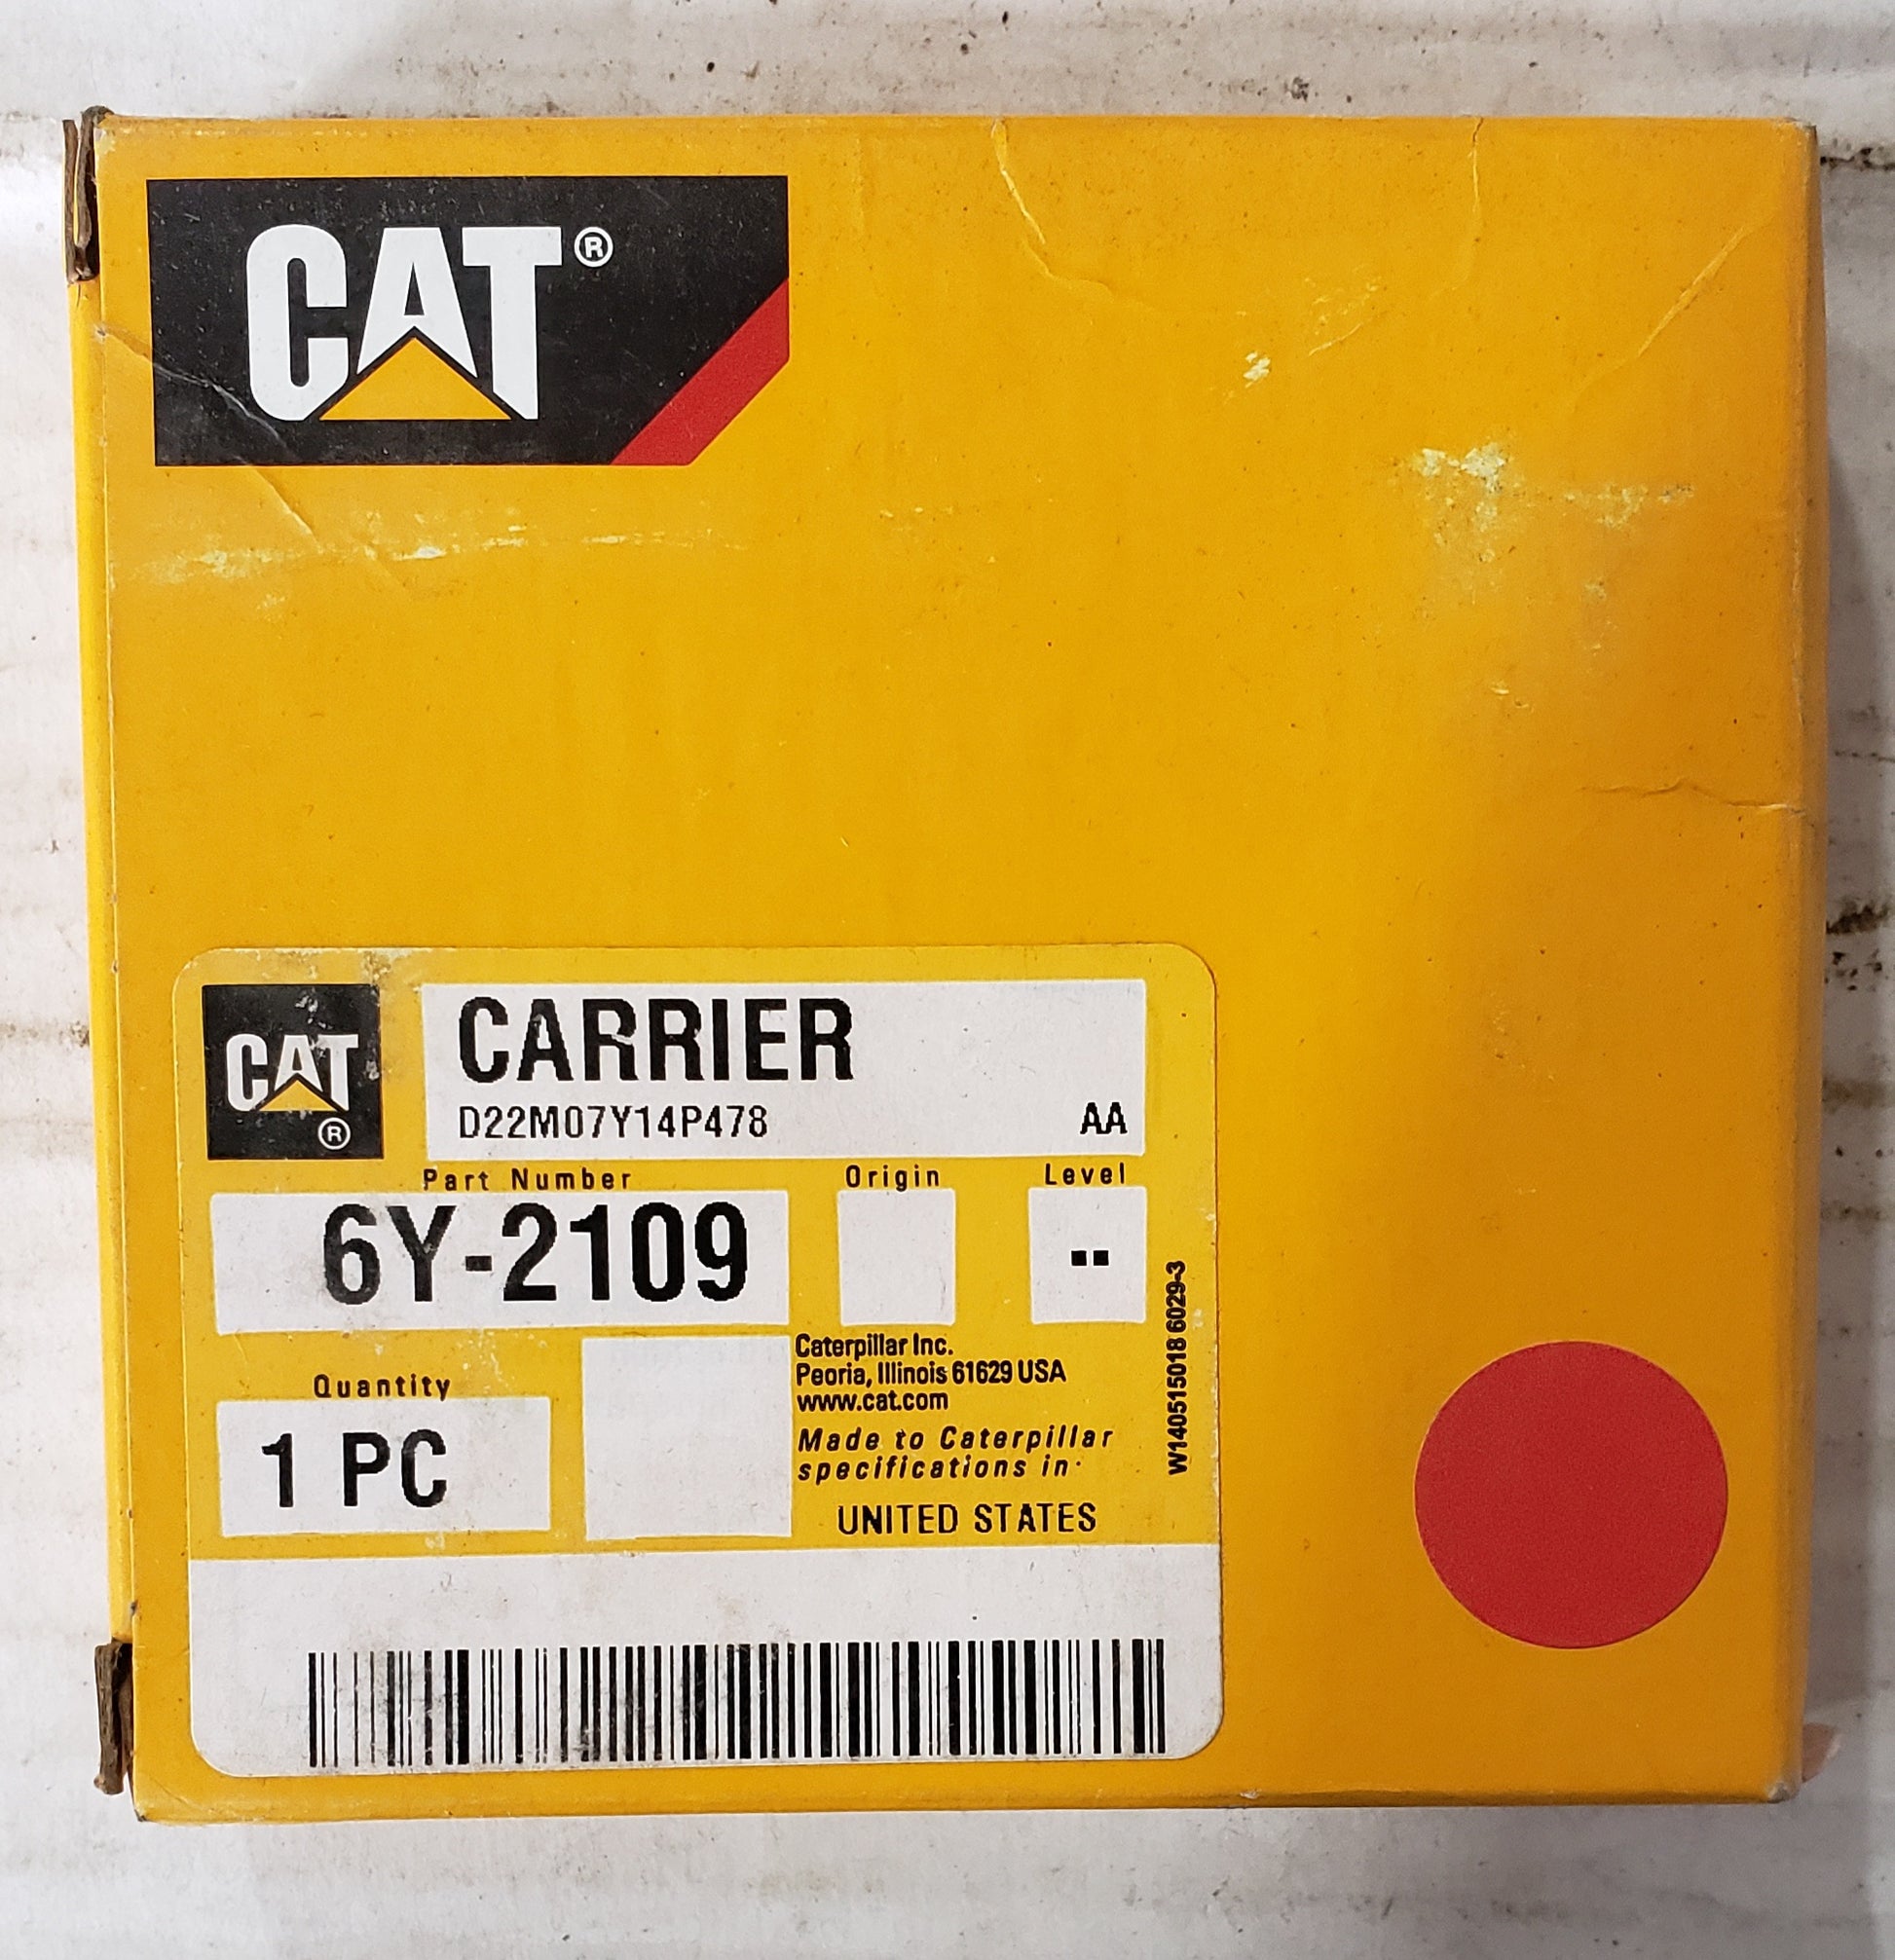 CAT®
CAT®
CARRIER
D22M07Y14P478 AA
Part Number Origin Level
6Y-2109 --
Quantity
1 PC
Caterpillar Inc.
Peoria, Illinois 61629 USA
www.cat.com
Made to Caterpillar
specifications in:
UNITED STATES
W140515018 6029-3